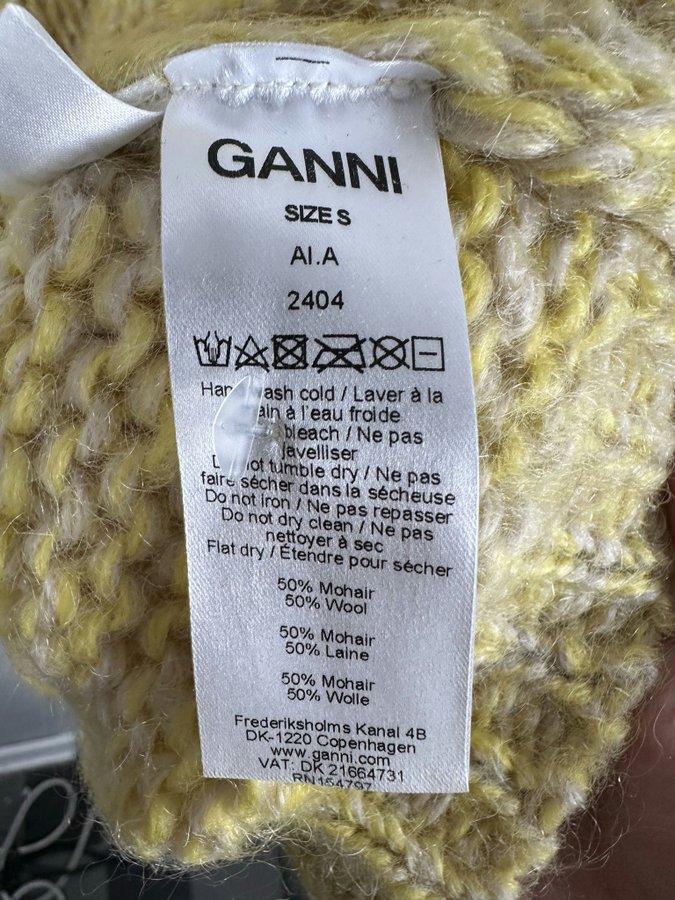 GANNI
SIZE S
AI.A
2404
cold / Laver à la
à l'eau froide
bleach / Ne pas
javelliser
tumble dry / Ne pas
faire sécher dans la sécheuse
Do not iron / Ne pas repasser
Do not dry clean / Ne pas
nettoyer à sec
Flat dry / Étendre pour sécher
50% Mohair
50% Wool
50% Mohair
50% Laine
50% Mohair
50% Wolle
Frederiksholms Kanal 4B
DK-1220 Copenhagen
www.ganni.com
VAT: DK 21664731
RN154797